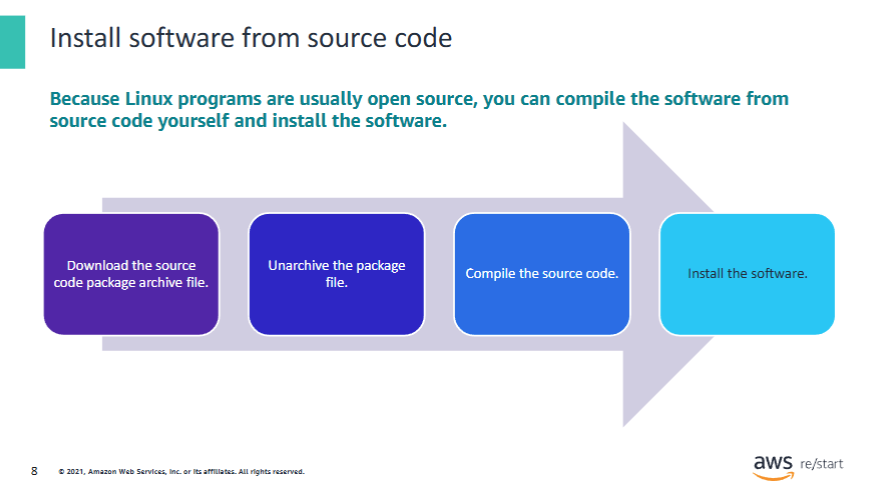 Install software from source code
Because Linux programs are usually open source, you can compile the software from
source code yourself and install the software.
Download the source
code package archive file.
Unarchive the package
file.
Compile the source code.
Install the software.
8
© 2021, Amazon Web Services, Inc. or its affiliates. All rights reserved.
aws re/start